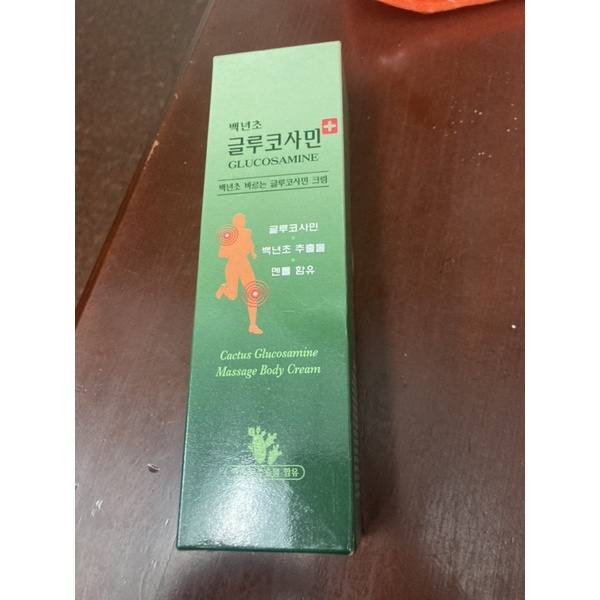 백년초
글루코사민
GLUCOSAMINE
백년초 바르는 글루코사민 크림
글루코사민
+
백년초 추출물
+
멘톨 함유
Cactus Glucosamine
Massage Body Cream
함유